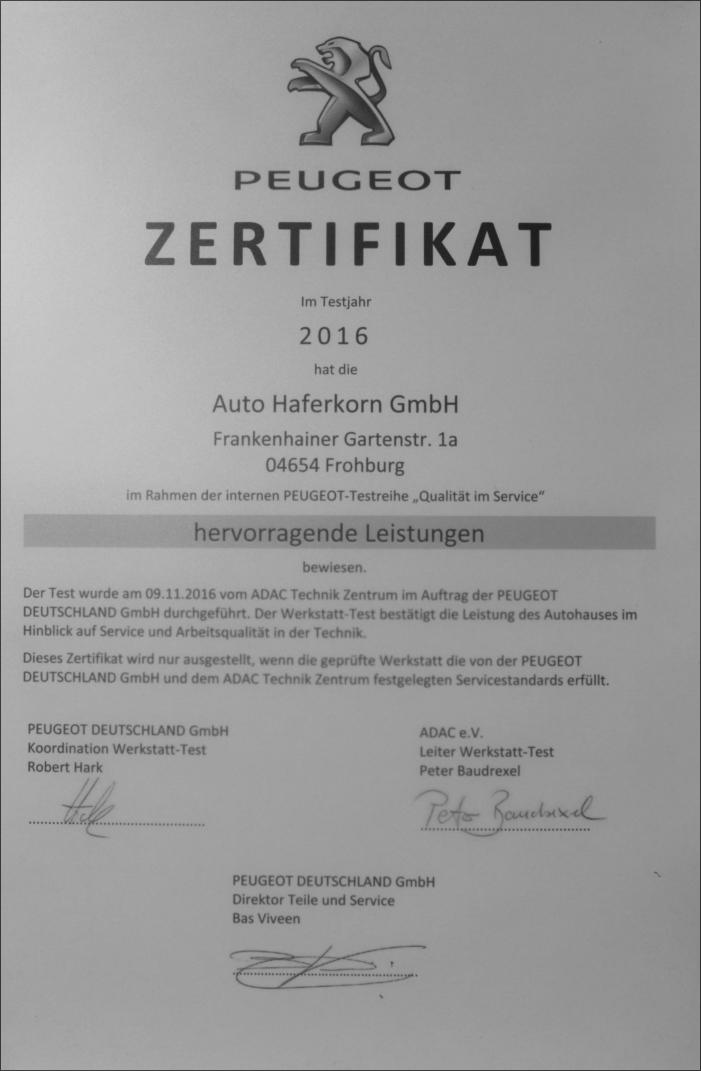 PEUGEOT
ZERTIFIKAT
Im Testjahr
2016
hat die
Auto Haferkorn GmbH
Frankenhainer Gartenstr. 1a
04654 Frohburg
im Rahmen der internen PEUGEOT-Testreihe „Qualität im Service“
hervorragende Leistungen
bewiesen.
Der Test wurde am 09.11.2016 vom ADAC Technik Zentrum im Auftrag der PEUGEOT
DEUTSCHLAND GmbH durchgeführt. Der Werkstatt-Test bestätigt die Leistung des Autohauses im
Hinblick auf Service und Arbeitsqualität in der Technik.
Dieses Zertifikat wird nur ausgestellt, wenn die geprüfte Werkstatt die von der PEUGEOT
DEUTSCHLAND GmbH und dem ADAC Technik Zentrum festgelegten Servicestandards erfüllt.
PEUGEOT DEUTSCHLAND GmbH
Koordination Werkstatt-Test
Robert Hark
ADAC e.V.
Leiter Werkstatt-Test
Peter Baudrexel
Peter Baudrexel
PEUGEOT DEUTSCHLAND GmbH
Direktor Teile und Service
Bas Viveen